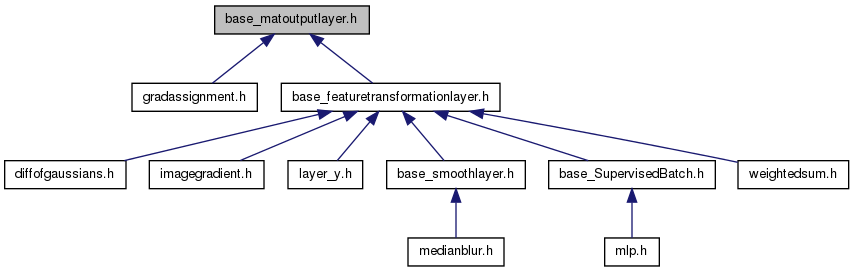 base_matoutputlayer.h
gradassignment.h
base_featuretransformationlayer.h
diffofgaussians.h
imagegradient.h
layer_y.h
base_smoothlayer.h
base_SupervisedBatch.h
weightedsum.h
medianblur.h
mlp.h